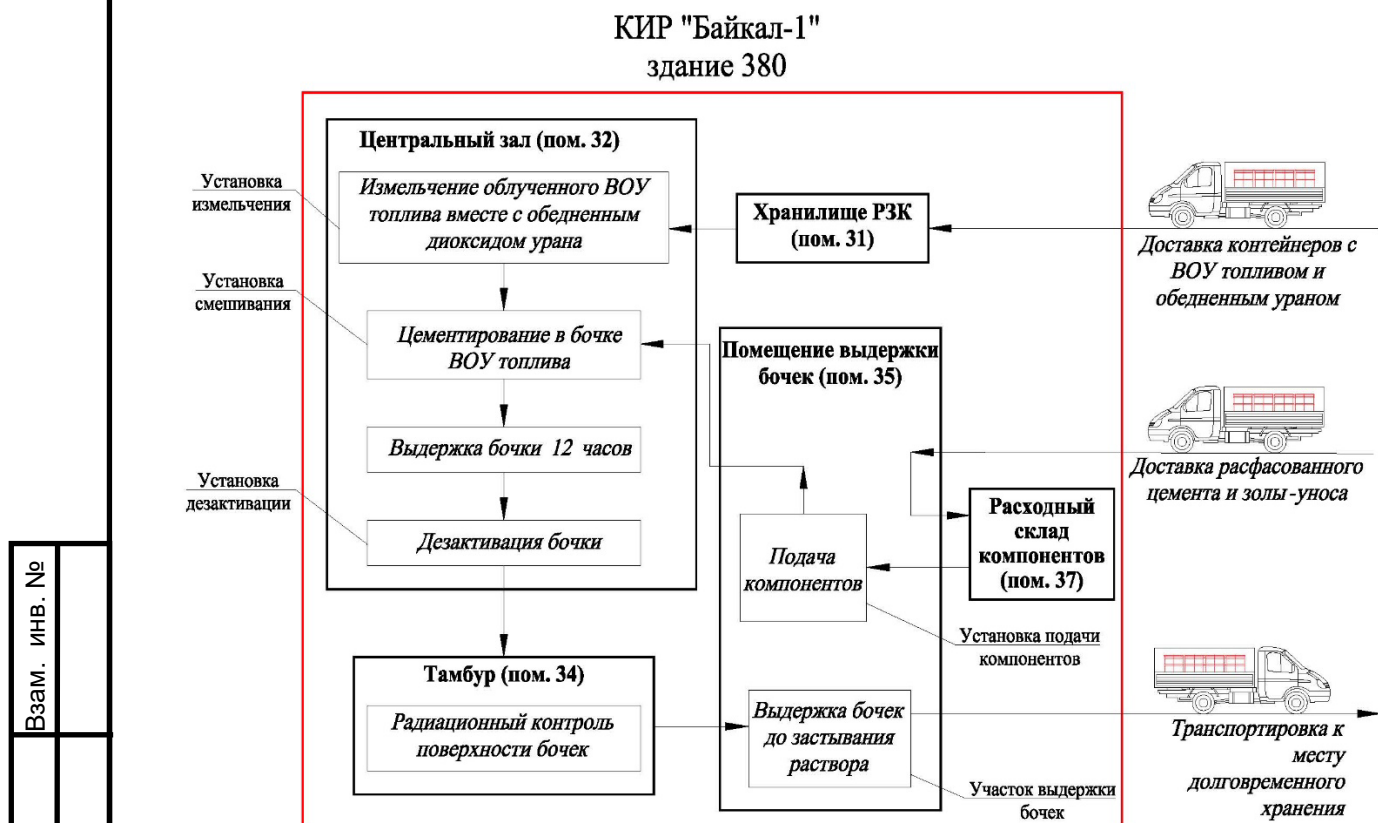 КИР "Байкал-1"
здание 380
Центральный зал (пом. 32)
Установка
измельчения
Измельчение облученного ВОУ
топлива вместе с обедненным
диоксидом урана
Хранилище РЗК
(пом. 31)
Доставка контейнеров с
ВОУ топливом и
обедненным ураном
Установка
смешивания
Цементирование в бочке
ВОУ топлива
Помещение выдержки
бочек (пом. 35)
Выдержка бочки 12 часов
Доставка расфасованного
цемента и золы-уноса
Установка
дезактивации
Дезактивация бочки
Подача
компонентов
Расходный
склад
компонентов
(пом. 37)
Установка подачи
компонентов
Тамбур (пом. 34)
Радиационный контроль
поверхности бочек
Выдержка бочек
до застывания
раствора
Участок выдержки
бочек
Транспортировка к
месту
долговременного
хранения
Взам. инв. №